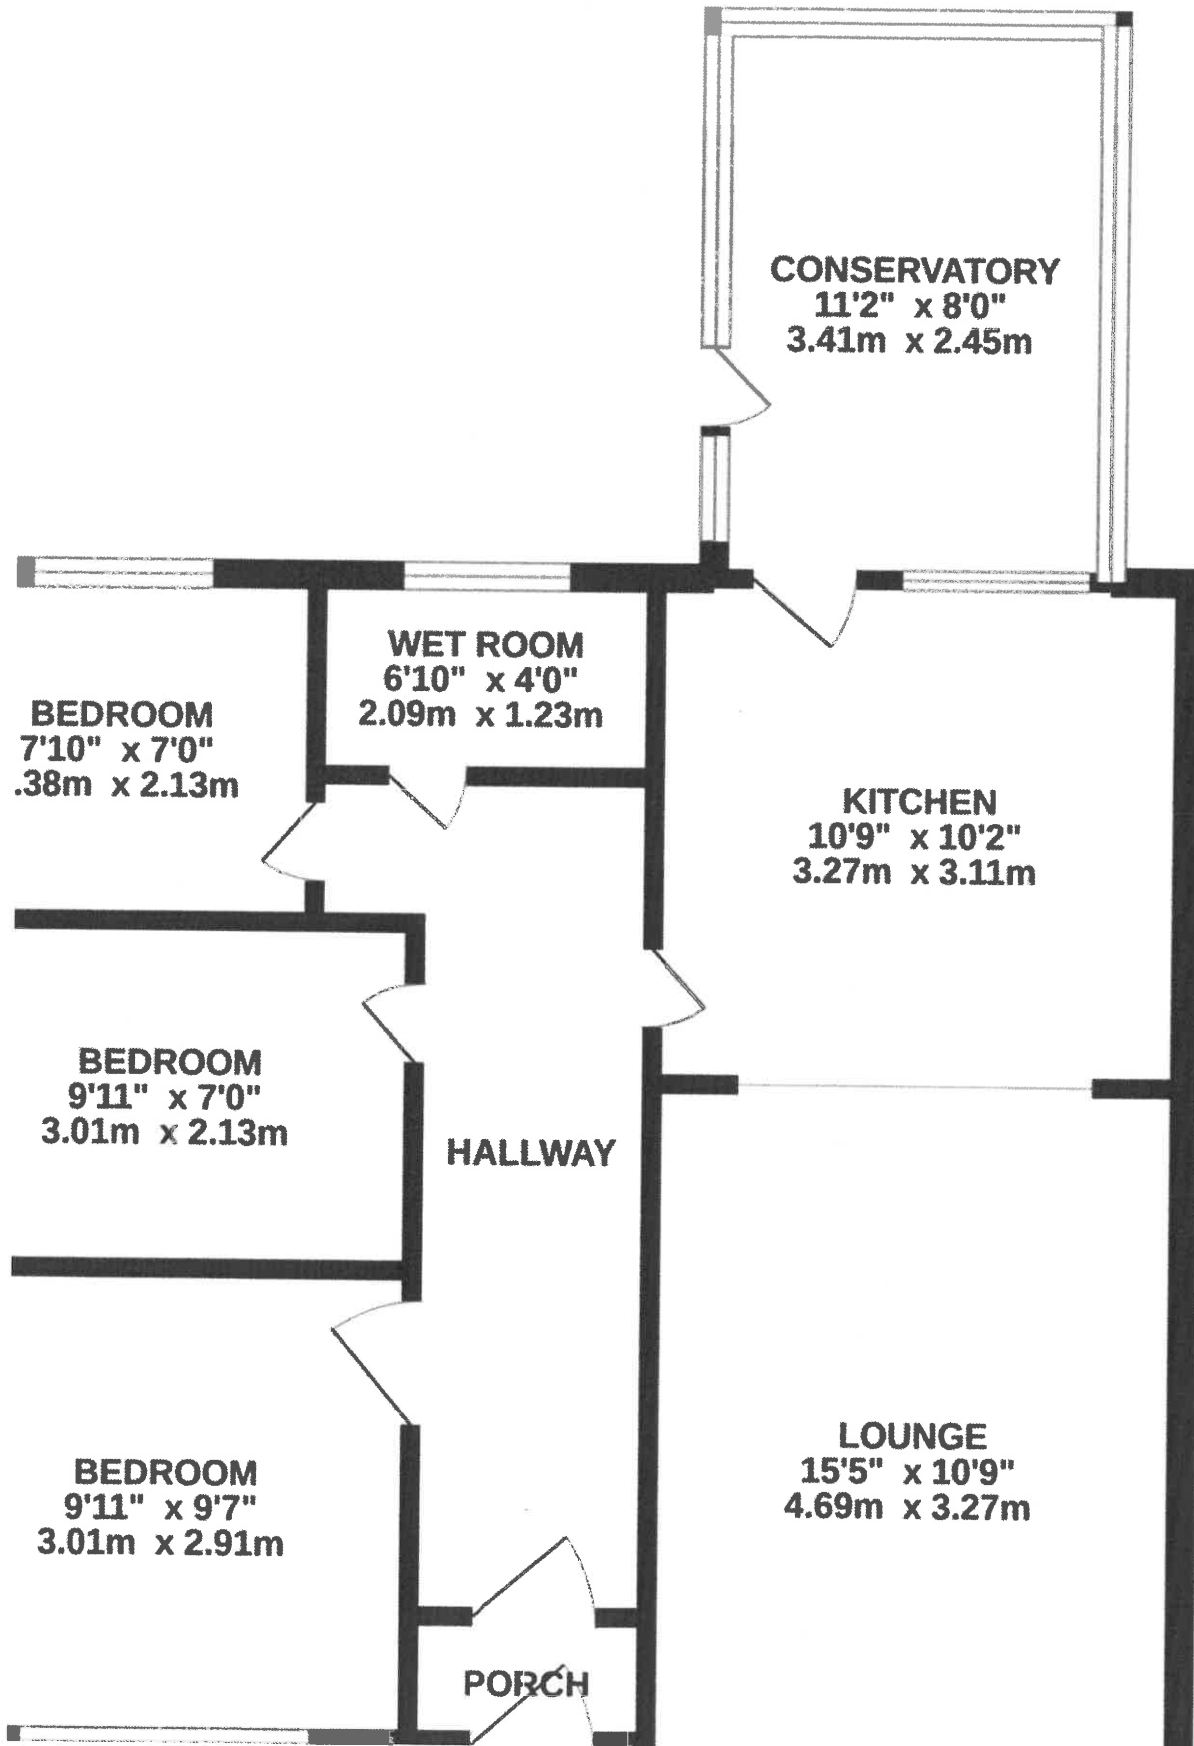 CONSERVATORY
11'2" x 8'0"
3.41m x 2.45m
WET ROOM
6'10" x 4'0"
2.09m x 1.23m
BEDROOM
7'10" x 7'0"
.38m x 2.13m
KITCHEN
10'9" x 10'2"
3.27m x 3.11m
BEDROOM
9'11" x 7'0"
3.01m x 2.13m
HALLWAY
LOUNGE
15'5" x 10'9"
4.69m x 3.27m
BEDROOM
9'11" x 9'7"
3.01m x 2.91m
PORCH